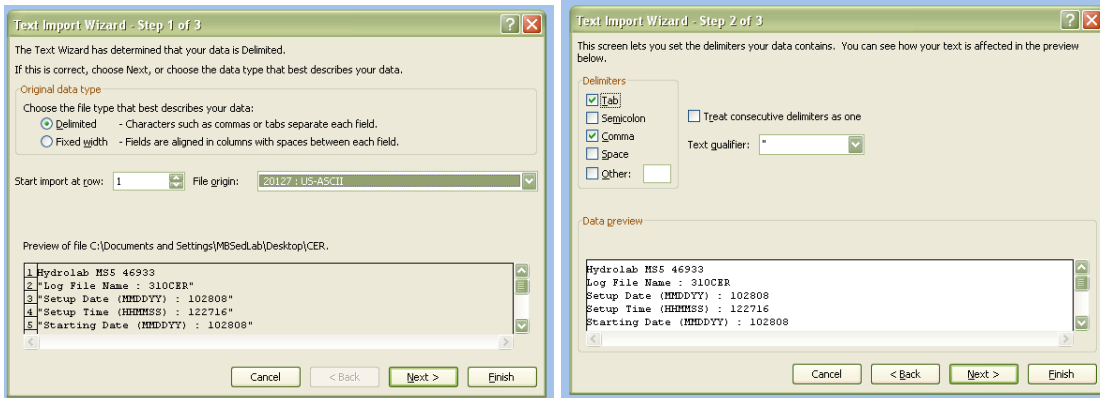 Text Import Wizard - Step 1 of 3
The Text Wizard has determined that your data is Delimited.
If this is correct, choose Next, or choose the data type that best describes your data.
Original data type
Choose the file type that best describes your data:
Delimited - Characters such as commas or tabs separate each field.
Fixed width - Fields are aligned in columns with spaces between each field.
Start import at row: 1 File origin: 20127 : US-ASCII
Preview of file C:\Documents and Settings\MBSedLab\Desktop\CER.
1 Hydrolab MS5 46933
2 "Log File Name : 310CER"
3 "Setup Date (MMDDYY) : 102808"
4 "Setup Time (HHMMSS) : 122716"
5 "Starting Date (MMDDYY) : 102808"
Cancel < Back Next > Finish
Text Import Wizard - Step 2 of 3
This screen lets you set the delimiters your data contains. You can see how your text is affected in the preview
below.
Delimiters
Tab
Semicolon
Comma
Space
Other:
Treat consecutive delimiters as one
Text qualifier: "
Data preview
Hydrolab MS5 46933
Log File Name : 310CER
Setup Date (MMDDYY) : 102808
Setup Time (HHMMSS) : 122716
Starting Date (MMDDYY) : 102808
Cancel < Back Next > Finish